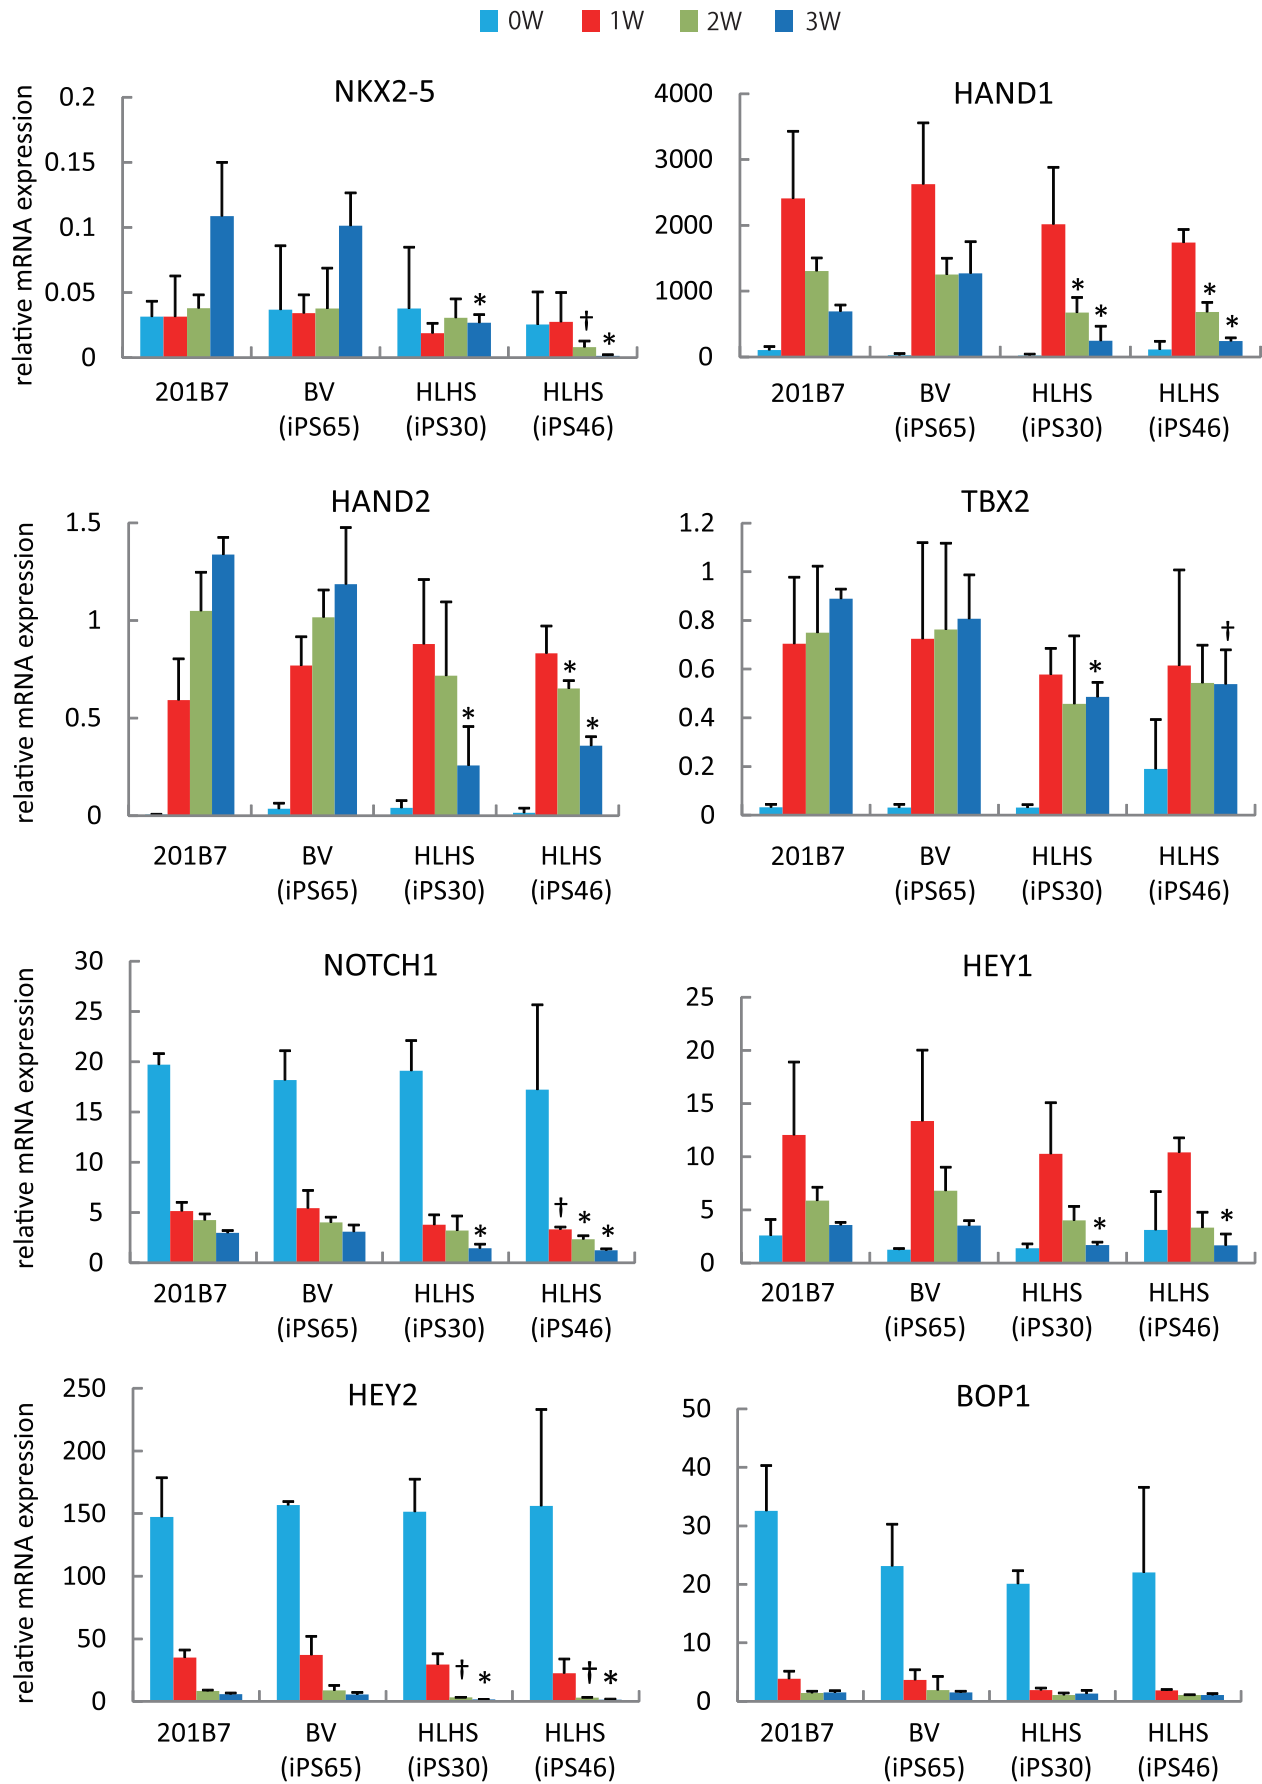 0W 1W 2W 3W
NKX2-5
relative mRNA expression
0.2
0.15
0.1
0.05
0
*
†
*
201B7 BV HLHS HLHS
(iPS65) (iPS30) (iPS46)
HAND1
4000
3000
2000
1000
0
* * * *
201B7 BV HLHS HLHS
(iPS65) (iPS30) (iPS46)
HAND2
relative mRNA expression
1.5
1
0.5
0
* * *
201B7 BV HLHS HLHS
(iPS65) (iPS30) (iPS46)
TBX2
1.2
1
0.8
0.6
0.4
0.2
0
* †
201B7 BV HLHS HLHS
(iPS65) (iPS30) (iPS46)
NOTCH1
relative mRNA expression
30
25
20
15
10
5
0
* † * *
201B7 BV HLHS HLHS
(iPS65) (iPS30) (iPS46)
HEY1
25
20
15
10
5
0
* *
201B7 BV HLHS HLHS
(iPS65) (iPS30) (iPS46)
HEY2
relative mRNA expression
250
200
150
100
50
0
† * † *
201B7 BV HLHS HLHS
(iPS65) (iPS30) (iPS46)
BOP1
50
40
30
20
10
0
201B7 BV HLHS HLHS
(iPS65) (iPS30) (iPS46)